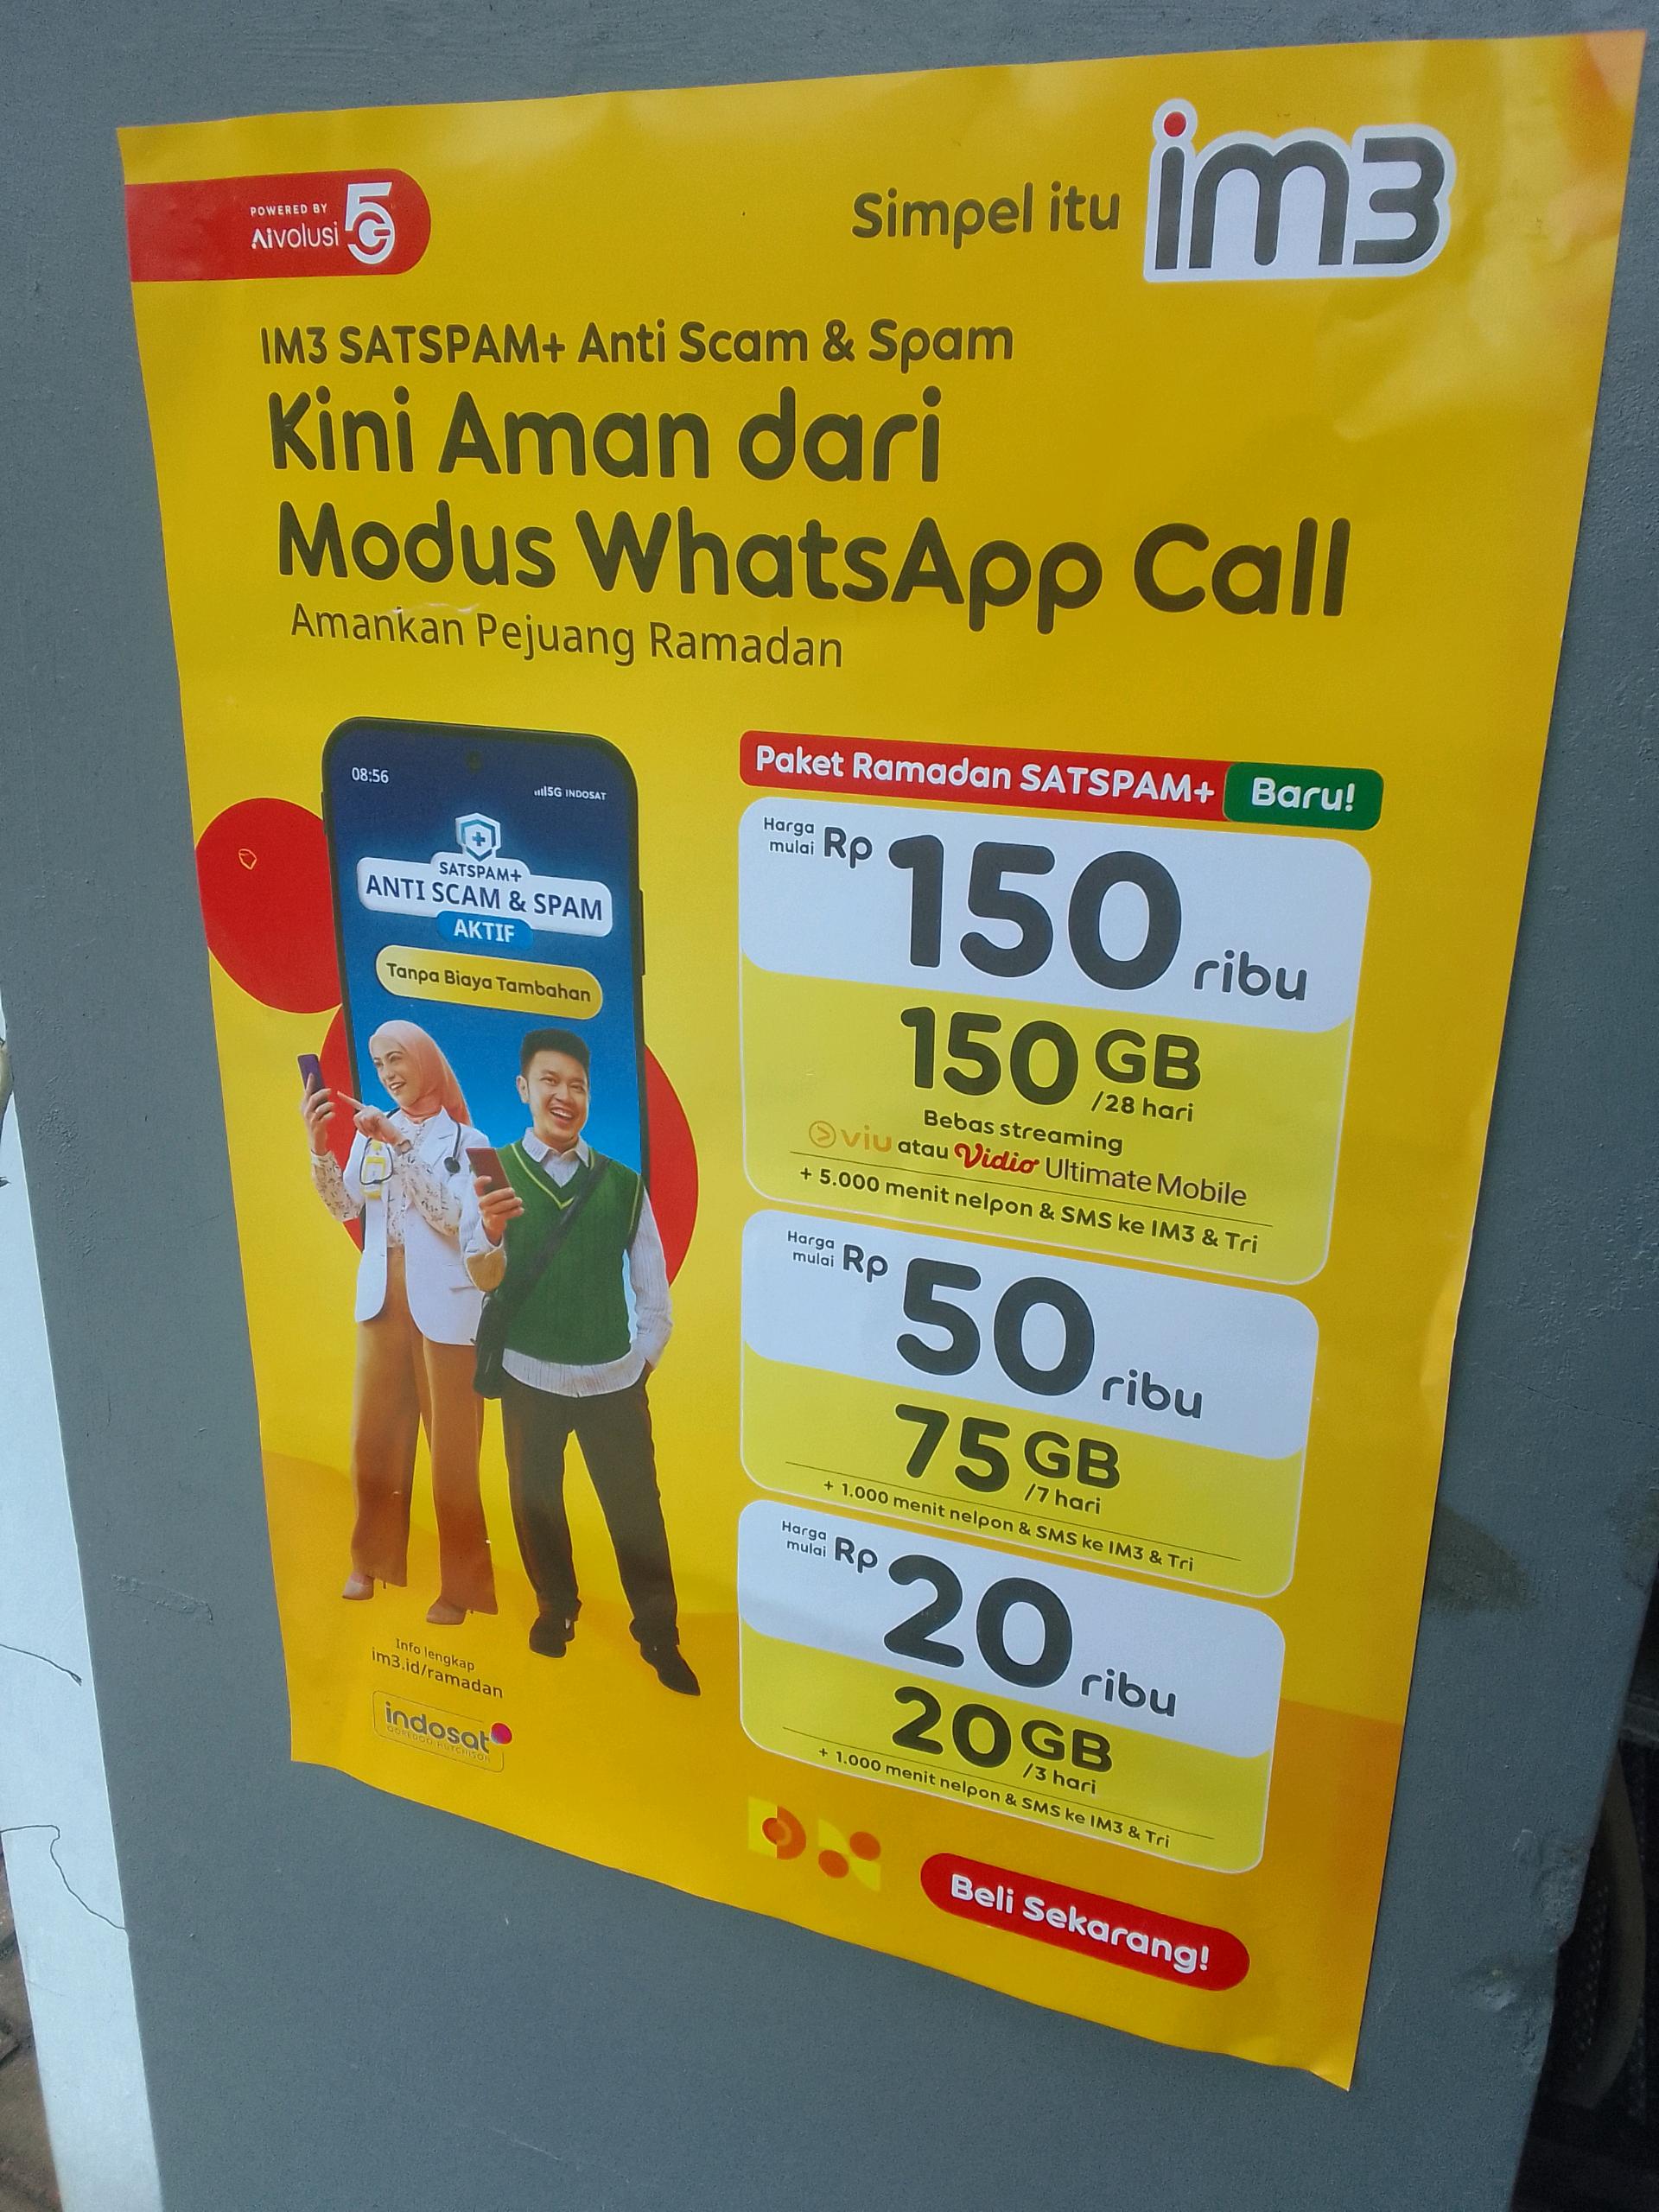 POWERED BY
AIvolusi 5G
Simpel itu im3
IM3 SATSPAM+ Anti Scam & Spam
Kini Aman dari
Modus WhatsApp Call
Amankan Pejuang Ramadan
08:56
5G INDOSAT
SATSPAM+
ANTI SCAM & SPAM
AKTIF
Tanpa Biaya Tambahan
Info lengkap
im3.id/ramadan
indosat
OOREDOO HUTCHISON
Paket Ramadan SATSPAM+ Baru!
Harga mulai Rp 150 ribu
150 GB
/28 hari
Bebas streaming
viu atau Vidio Ultimate Mobile
+ 5.000 menit nelpon & SMS ke IM3 & Tri
Harga mulai Rp 50 ribu
75 GB
/7 hari
+ 1.000 menit nelpon & SMS ke IM3 & Tri
Harga mulai Rp 20 ribu
20 GB
/3 hari
+ 1.000 menit nelpon & SMS ke IM3 & Tri
Beli Sekarang!